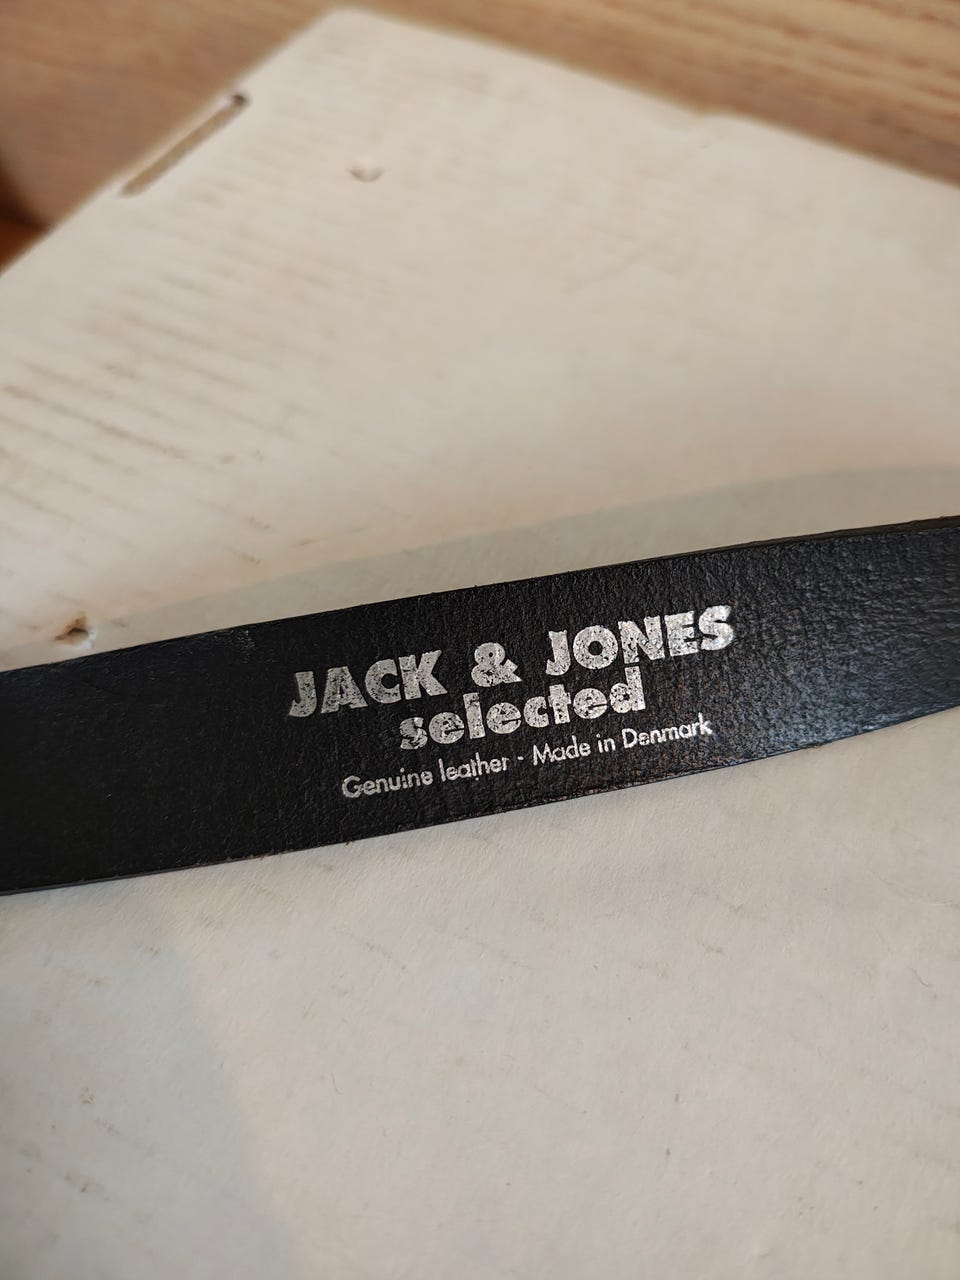 JACK & JONES
selected
Genuine leather - Made in Denmark